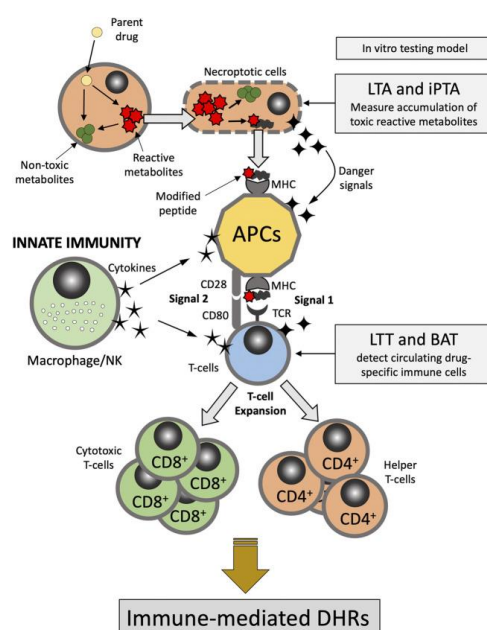 Parent
drug
In vitro testing model
Necroptotic cells
LTA and iPTA
Measure accumulation of
toxic reactive metabolites
Non-toxic
metabolites
Reactive
metabolites
Danger
signals
Modified
peptide
MHC
APCs
INNATE IMMUNITY
Cytokines
Macrophage/NK
CD28
Signal 2
CD80
MHC
Signal 1
TCR
T-cells
LTT and BAT
detect circulating drug-
specific immune cells
T-cell
Expansion
Cytotoxic
T-cells
CD8+
CD8+
CD8+
CD8+
CD4+
CD4+
CD4+
Helper
T-cells
Immune-mediated DHRs